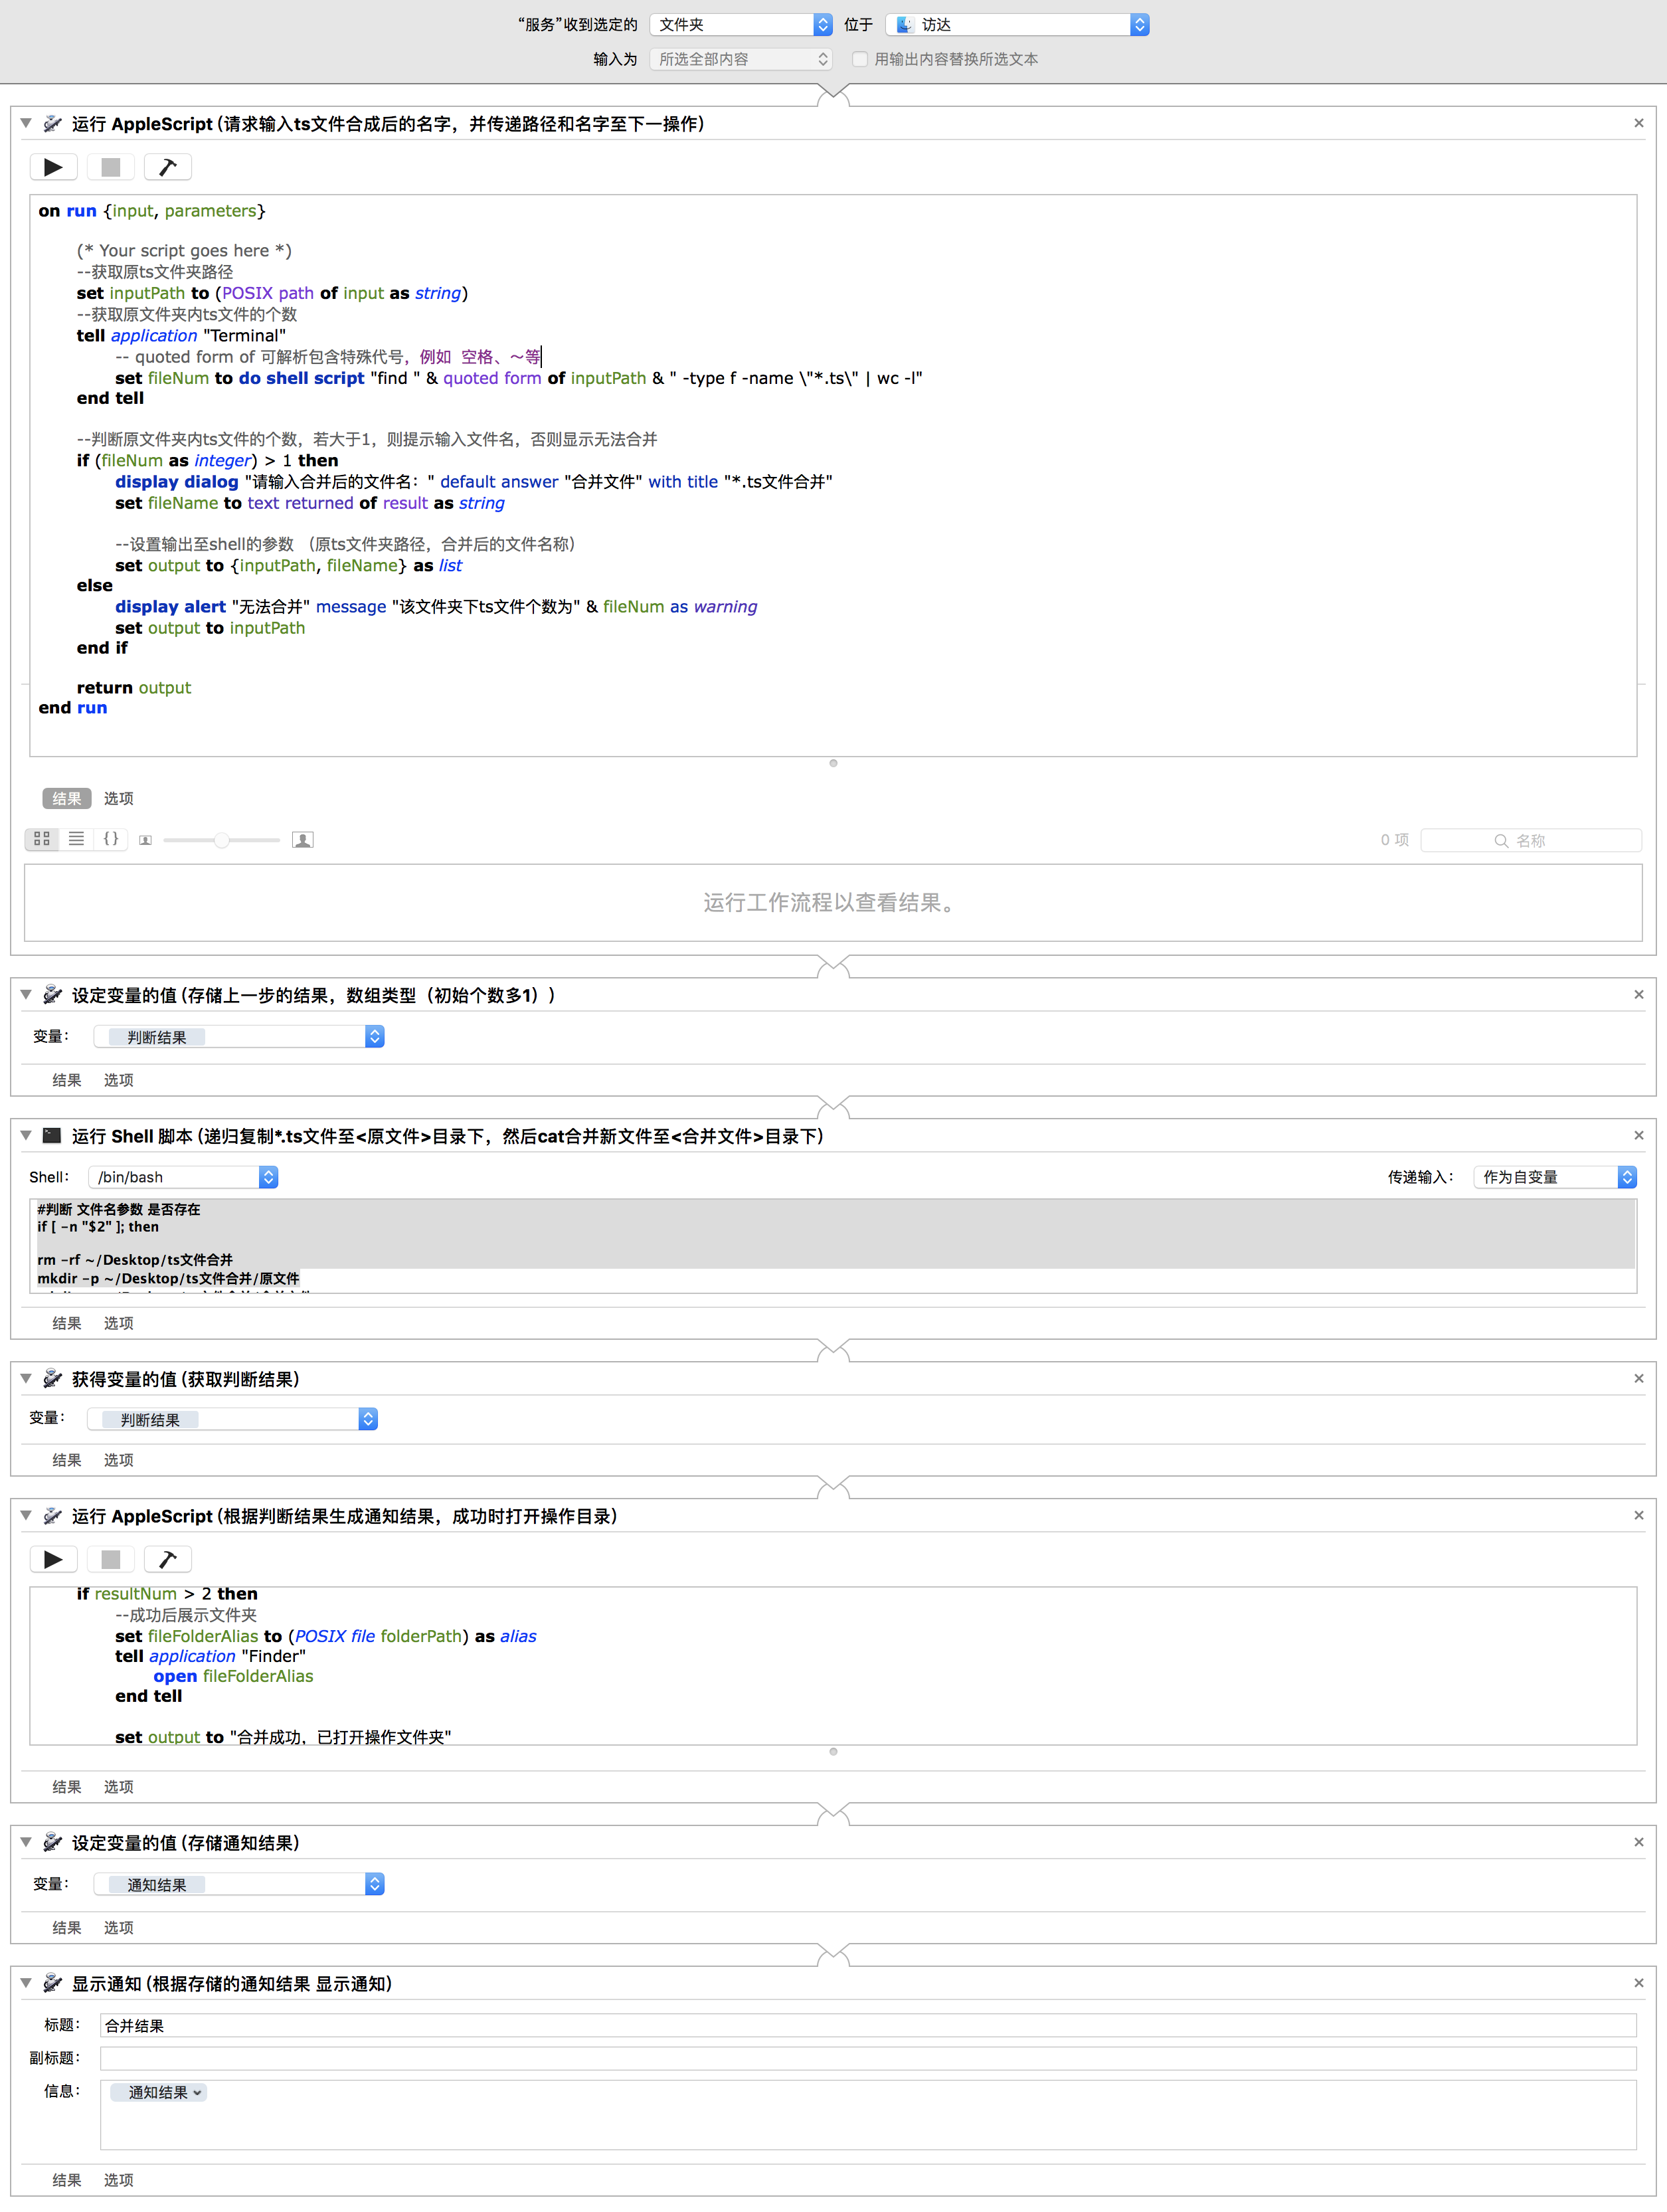 “服务”收到选定的 文件夹 位于 访达
输入为 所选全部内容 用输出内容替换所选文本
运行 AppleScript (请求输入ts文件合成后的名字，并传递路径和名字至下一操作)
on run {input, parameters}
(* Your script goes here *)
--获取原ts文件夹路径
set inputPath to (POSIX path of input as string)
--获取原文件夹内ts文件的个数
tell application "Terminal"
-- quoted form of 可解析包含特殊代号，例如 空格、～等
set fileNum to do shell script "find " & quoted form of inputPath & " -type f -name \"*.ts\" | wc -l"
end tell
--判断原文件夹内ts文件的个数，若大于1，则提示输入文件名，否则显示无法合并
if (fileNum as integer) > 1 then
display dialog "请输入合并后的文件名：" default answer "合并文件" with title "*.ts文件合并"
set fileName to text returned of result as string
--设置输出至shell的参数 （原ts文件夹路径，合并后的文件名称）
set output to {inputPath, fileName} as list
else
display alert "无法合并" message "该文件夹下ts文件个数为" & fileNum as warning
set output to inputPath
end if
return output
end run
结果 选项
{} 0 项 名称
运行工作流程以查看结果。
设定变量的值 (存储上一步的结果，数组类型（初始个数多1）)
变量： 判断结果
结果 选项
运行 Shell 脚本 (递归复制*.ts文件至<原文件>目录下，然后cat合并新文件至<合并文件>目录下)
Shell： /bin/bash 传递输入： 作为自变量
#判断 文件名参数 是否存在
if [ -n "$2" ]; then
rm -rf ~/Desktop/ts文件合并
mkdir -p ~/Desktop/ts文件合并/原文件
结果 选项
获得变量的值 (获取判断结果)
变量： 判断结果
结果 选项
运行 AppleScript (根据判断结果生成通知结果，成功时打开操作目录)
if resultNum > 2 then
--成功后展示文件夹
set fileFolderAlias to (POSIX file folderPath) as alias
tell application "Finder"
open fileFolderAlias
end tell
set output to "合并成功，已打开操作文件夹"
结果 选项
设定变量的值 (存储通知结果)
变量： 通知结果
结果 选项
显示通知 (根据存储的通知结果 显示通知)
标题： 合并结果
副标题：
信息： 通知结果
结果 选项